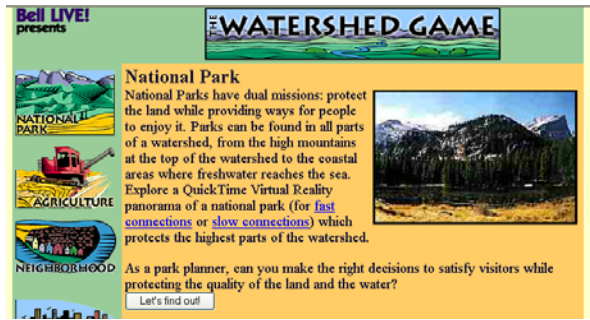 Bell LIVE!
presents
THE WATERSHED GAME
National Park
National Parks have dual missions: protect
the land while providing ways for people
to enjoy it. Parks can be found in all parts
of a watershed, from the high mountains
at the top of the watershed to the coastal
areas where freshwater reaches the sea.
Explore a QuickTime Virtual Reality
panorama of a national park (for fast
connections or slow connections) which
protects the highest parts of the watershed.
As a park planner, can you make the right decisions to satisfy visitors while
protecting the quality of the land and the water?
Let's find out!
NATIONAL
PARK
AGRICULTURE
NEIGHBORHOOD